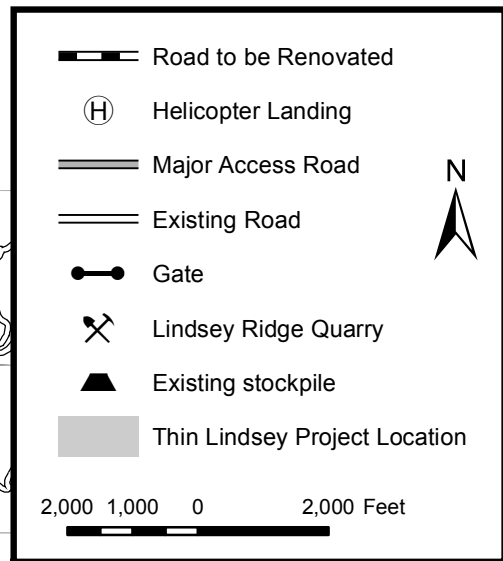 Road to be Renovated
H Helicopter Landing
Major Access Road
N
Existing Road
Gate
Lindsey Ridge Quarry
Existing stockpile
Thin Lindsey Project Location
2,000 1,000 0 2,000 Feet